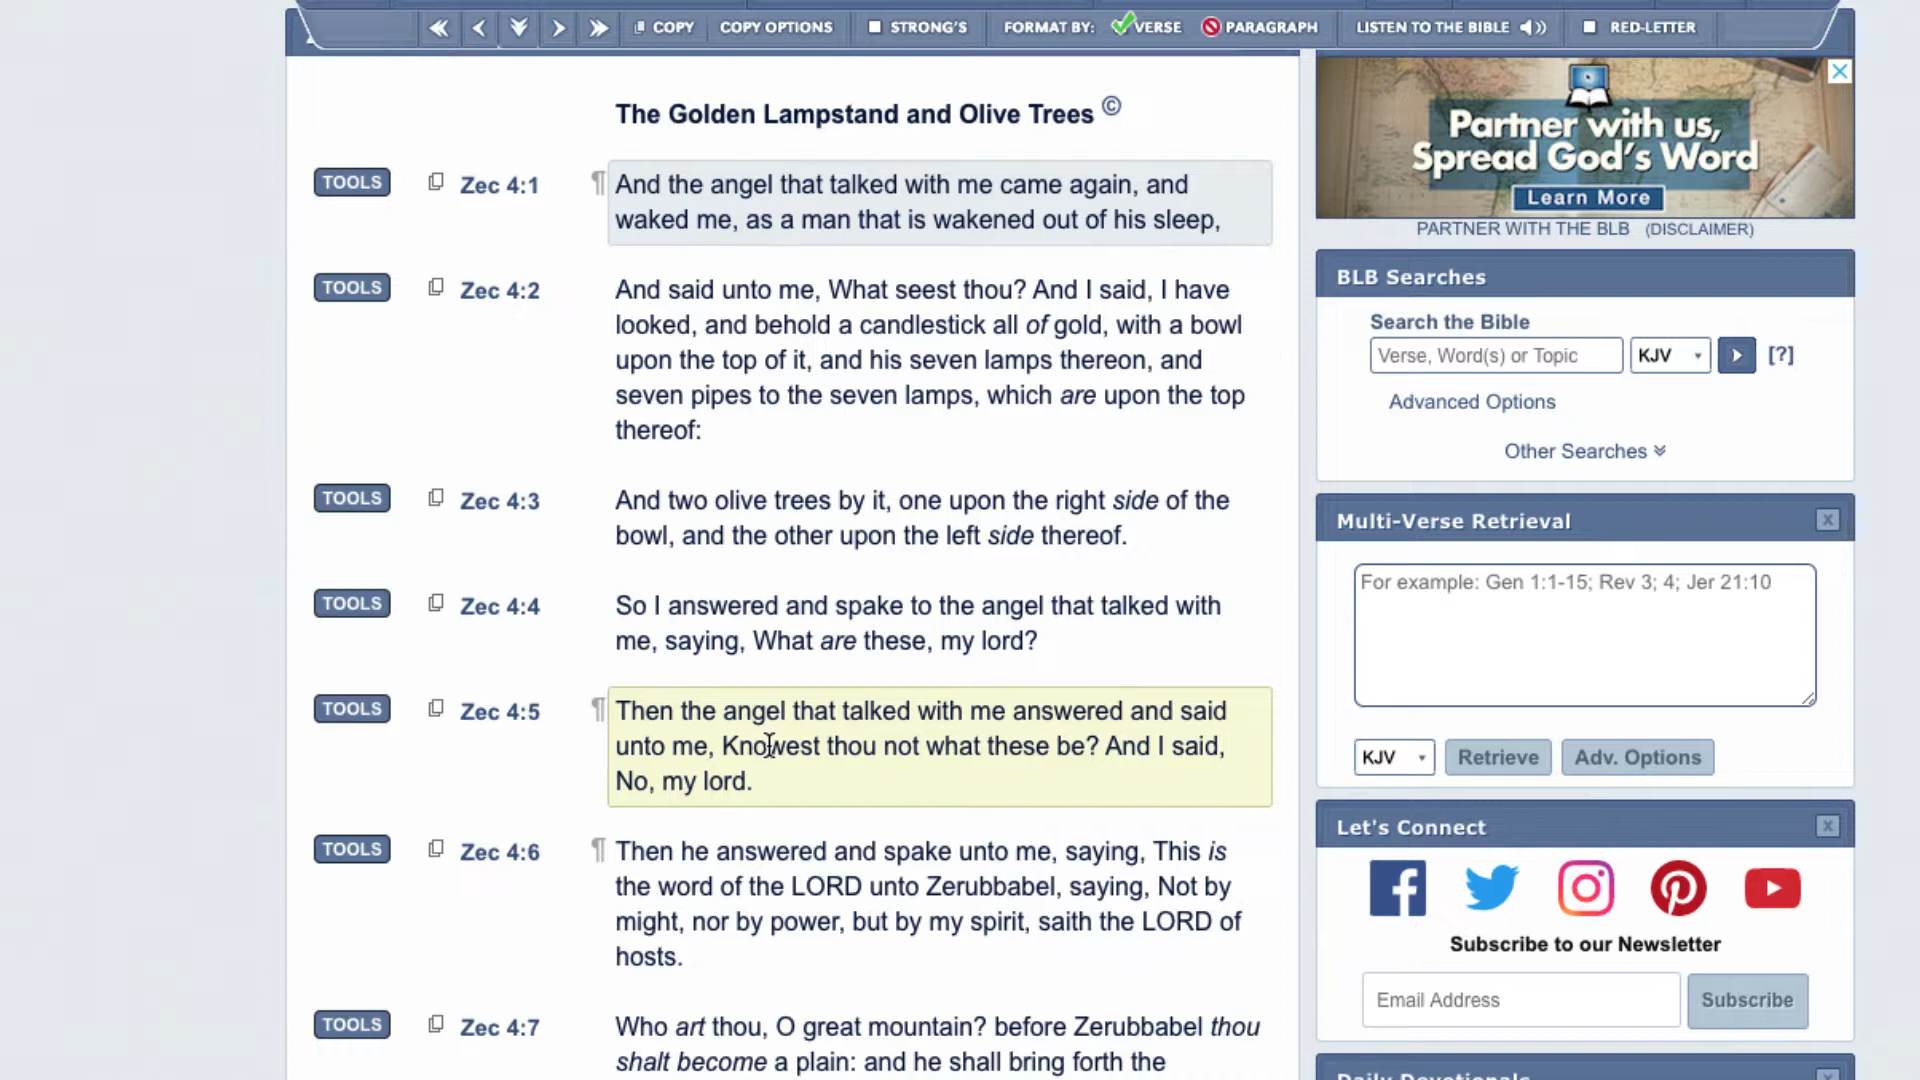 COPY
COPY OPTIONS
STRONG'S
FORMAT BY:
VERSE
PARAGRAPH
LISTEN TO THE BIBLE
RED-LETTER
The Golden Lampstand and Olive Trees ©
TOOLS
Zec 4:1
¶ And the angel that talked with me came again, and
waked me, as a man that is wakened out of his sleep,
TOOLS
Zec 4:2
And said unto me, What seest thou? And I said, I have
looked, and behold a candlestick all of gold, with a bowl
upon the top of it, and his seven lamps thereon, and
seven pipes to the seven lamps, which are upon the top
thereof:
TOOLS
Zec 4:3
And two olive trees by it, one upon the right side of the
bowl, and the other upon the left side thereof.
TOOLS
Zec 4:4
So I answered and spake to the angel that talked with
me, saying, What are these, my lord?
TOOLS
Zec 4:5
¶ Then the angel that talked with me answered and said
unto me, Knowest thou not what these be? And I said,
No, my lord.
TOOLS
Zec 4:6
¶ Then he answered and spake unto me, saying, This is
the word of the LORD unto Zerubbabel, saying, Not by
might, nor by power, but by my spirit, saith the LORD of
hosts.
TOOLS
Zec 4:7
Who art thou, O great mountain? before Zerubbabel thou
shalt become a plain: and he shall bring forth the
Partner with us,
Spread God's Word
Learn More
PARTNER WITH THE BLB (DISCLAIMER)
BLB Searches
Search the Bible
Verse, Word(s) or Topic
KJV
[?]
Advanced Options
Other Searches
Multi-Verse Retrieval
x
For example: Gen 1:1-15; Rev 3; 4; Jer 21:10
KJV
Retrieve
Adv. Options
Let's Connect
x
Subscribe to our Newsletter
Email Address
Subscribe
Daily Devotionals